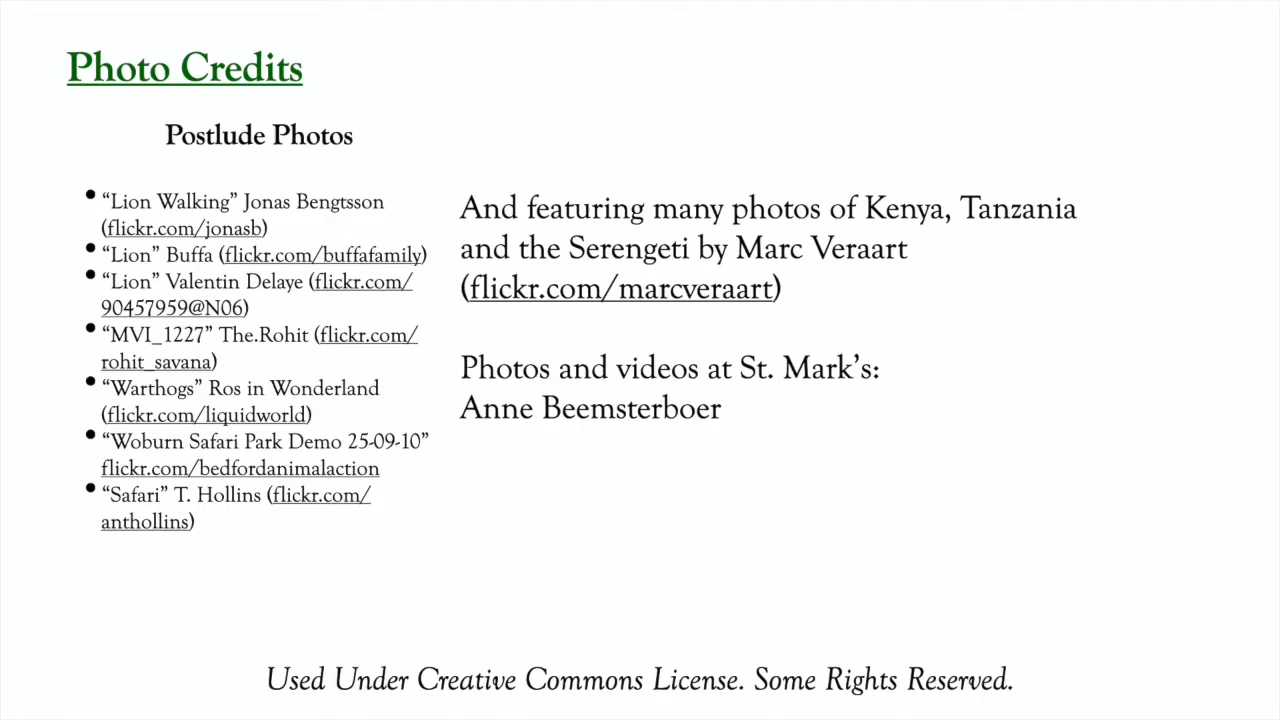 Photo Credits
Postlude Photos
• “Lion Walking” Jonas Bengtsson
(flickr.com/jonasb)
• “Lion” Buffa (flickr.com/buffafamily)
• “Lion” Valentin Delaye (flickr.com/
90457959@N06)
• “MVI_1227” The.Rohit (flickr.com/
rohit_savana)
• “Warthogs” Ros in Wonderland
(flickr.com/liquidworld)
• “Woburn Safari Park Demo 25-09-10”
flickr.com/bedfordanimalaction
• “Safari” T. Hollins (flickr.com/
anthollins)
And featuring many photos of Kenya, Tanzania
and the Serengeti by Marc Veraart
(flickr.com/marcveraart)
Photos and videos at St. Mark’s:
Anne Beemsterboer
Used Under Creative Commons License. Some Rights Reserved.